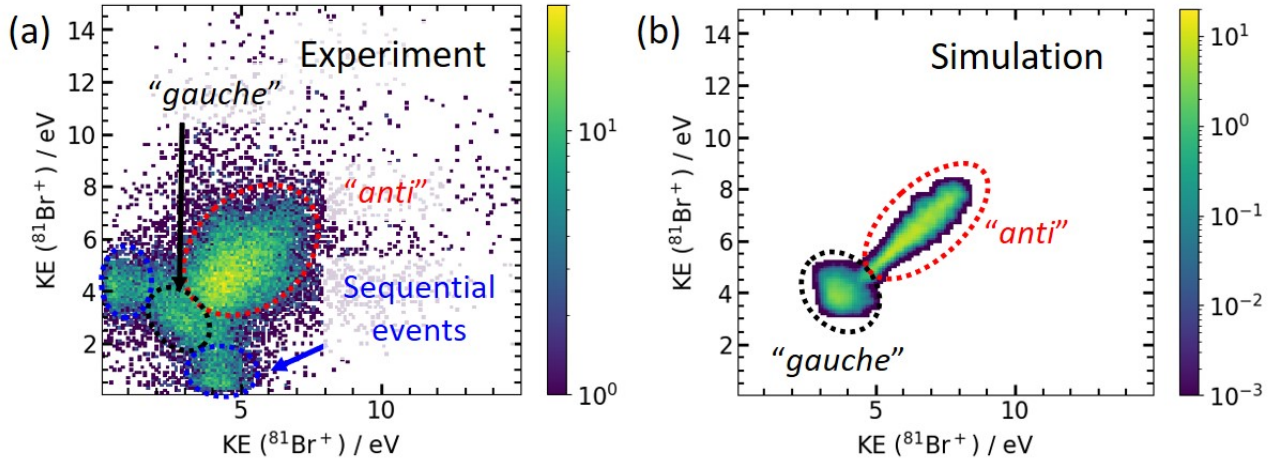 (a)
Experiment
“gauche”
“anti”
Sequential
events
14
12
10
8
6
4
2
5
10
KE (⁸¹Br⁺) / eV
KE (⁸¹Br⁺) / eV
10¹
10⁰
(b)
Simulation
“anti”
“gauche”
14
12
10
8
6
4
2
5
10
KE (⁸¹Br⁺) / eV
KE (⁸¹Br⁺) / eV
10¹
10⁰
10⁻¹
10⁻²
10⁻³